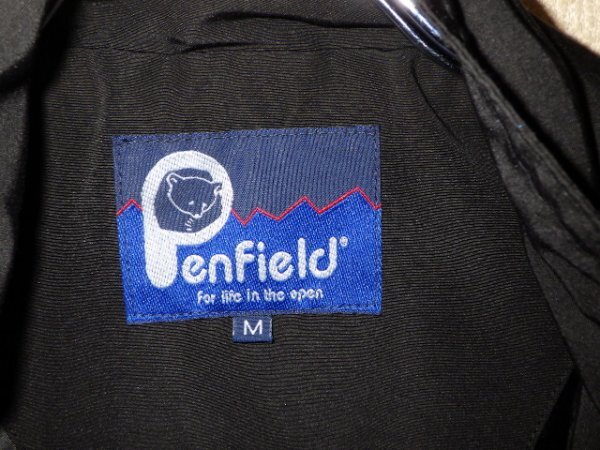 Penfield®
For life in the open
M